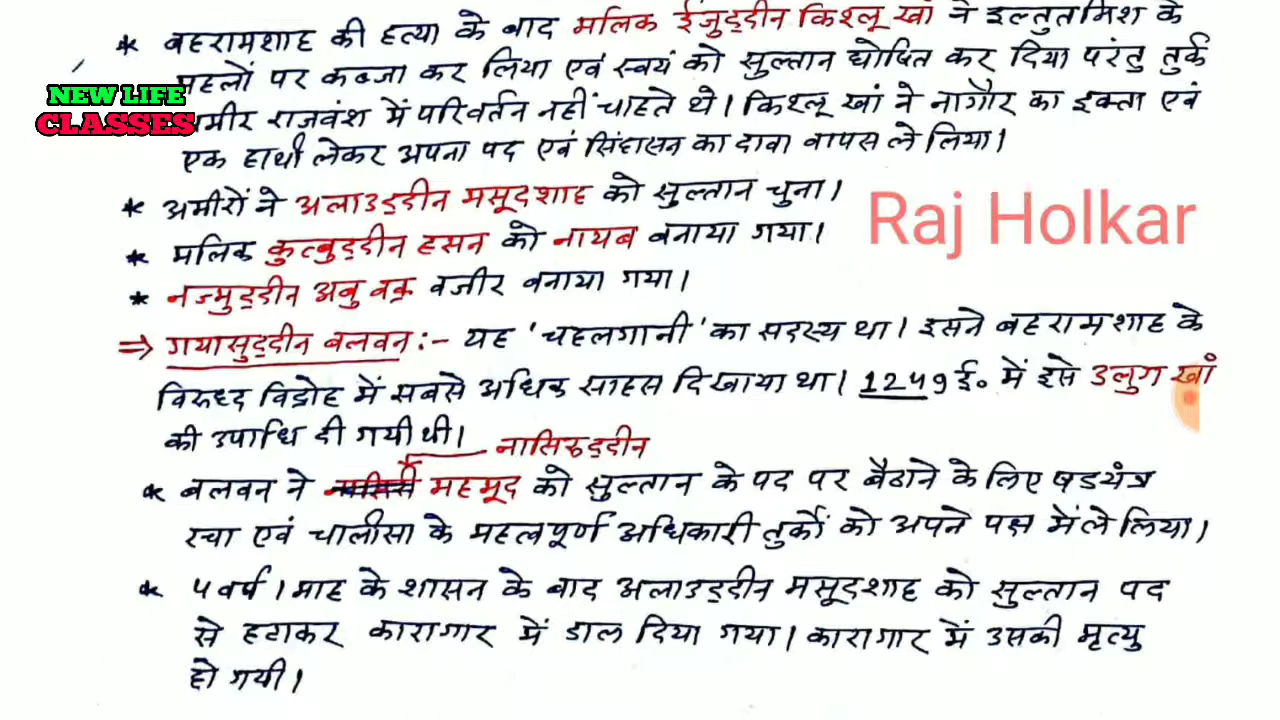 * बहरामशाह की हत्या के बाद मलिक ईजुद्दीन किश्लू खां ने इल्तुतमिश के
महलों पर कब्जा कर लिया एवं स्वयं को सुल्तान घोषित कर दिया परंतु तुर्क
NEW LIFE
CLASSES
अमीर राजवंश में परिवर्तन नहीं चाहते थे। किश्लू खां ने नागौर का इक्ता एवं
एक हाथी लेकर अपना पद एवं सिंहासन का दावा वापस ले लिया।
* अमीरों ने अलाउद्दीन मसूदशाह को सुल्तान चुना।
Raj Holkar
* मलिक कुत्बुद्दीन हसन को नायब बनाया गया।
* नज्मुद्दीन अबु बक्र वजीर बनाया गया।
⇒ गयासुद्दीन बलबन :- यह 'चहलगानी' का सदस्य था। इसने बहरामशाह के
विरुध्द विद्रोह में सबसे अधिक साहस दिखाया था। 1249 ई० में इसे उलुग खां
की उपाधि दी गयी थी।
नासिरुद्दीन
* बलबन ने महमूद को सुल्तान के पद पर बैठाने के लिए षडयंत्र
रचा एवं चालीसा के महत्वपूर्ण अधिकारी तुर्कों को अपने पक्ष में ले लिया।
* 4 वर्ष 1 माह के शासन के बाद अलाउद्दीन मसूदशाह को सुल्तान पद
से हटाकर कारागार में डाल दिया गया। कारागार में उसकी मृत्यु
हो गयी।